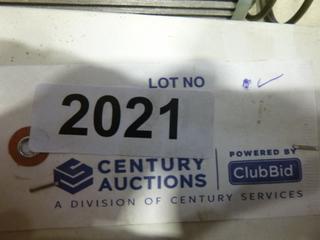 LOT NO
2021
CENTURY
AUCTIONS
POWERED BY
ClubBid
A DIVISION OF CENTURY SERVICES